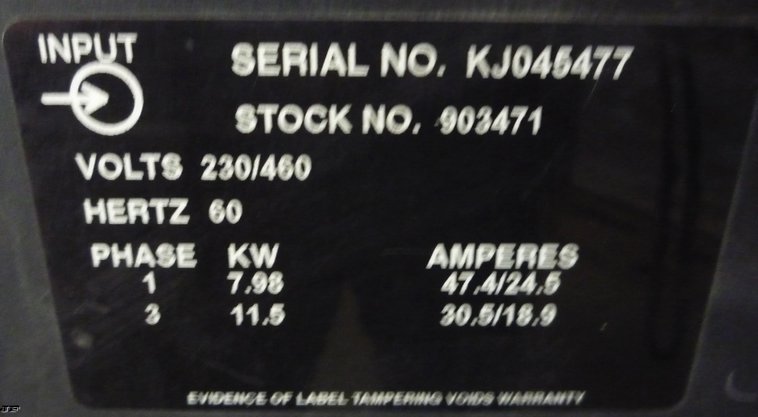 INPUT
SERIAL NO. KJ045477
STOCK NO. 903471
VOLTS 230/460
HERTZ 60
PHASE KW AMPERES
1 7.98 47.4/24.5
3 11.5 30.5/18.9
EVIDENCE OF LABEL TAMPERING VOIDS WARRANTY